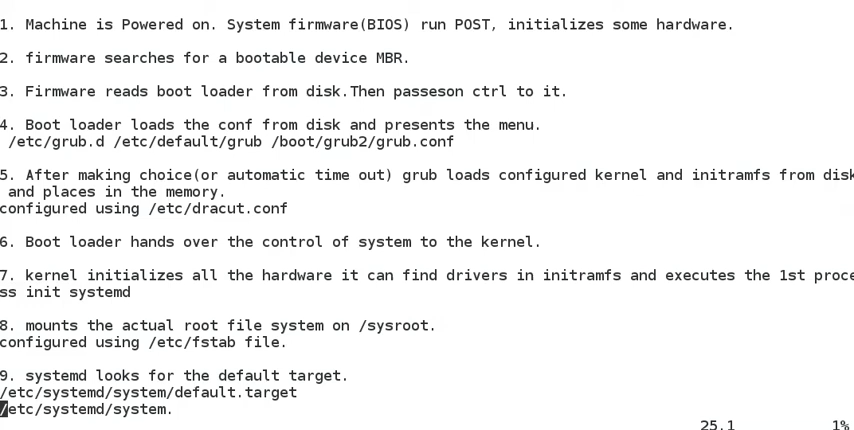 1. Machine is Powered on. System firmware(BIOS) run POST, initializes some hardware.
2. firmware searches for a bootable device MBR.
3. Firmware reads boot loader from disk.Then passeson ctrl to it.
4. Boot loader loads the conf from disk and presents the menu.
/etc/grub.d /etc/default/grub /boot/grub2/grub.conf
5. After making choice(or automatic time out) grub loads configured kernel and initramfs from disk
and places in the memory.
configured using /etc/dracut.conf
6. Boot loader hands over the control of system to the kernel.
7. kernel initializes all the hardware it can find drivers in initramfs and executes the 1st proce
ss init systemd
8. mounts the actual root file system on /sysroot.
configured using /etc/fstab file.
9. systemd looks for the default target.
/etc/systemd/system/default.target
/etc/systemd/system.
25.1 1%